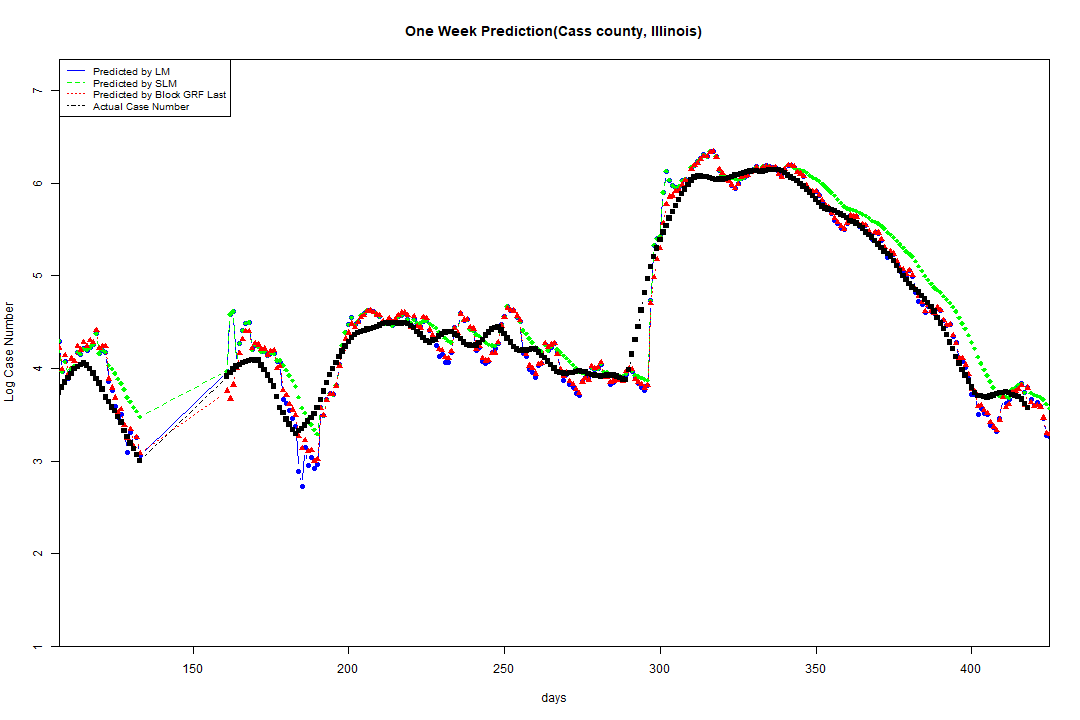 One Week Prediction(Cass county, Illinois)
Predicted by LM
Predicted by SLM
Predicted by Block GRF Last
Actual Case Number
7
6
5
4
3
2
1
Log Case Number
150 200 250 300 350 400
days